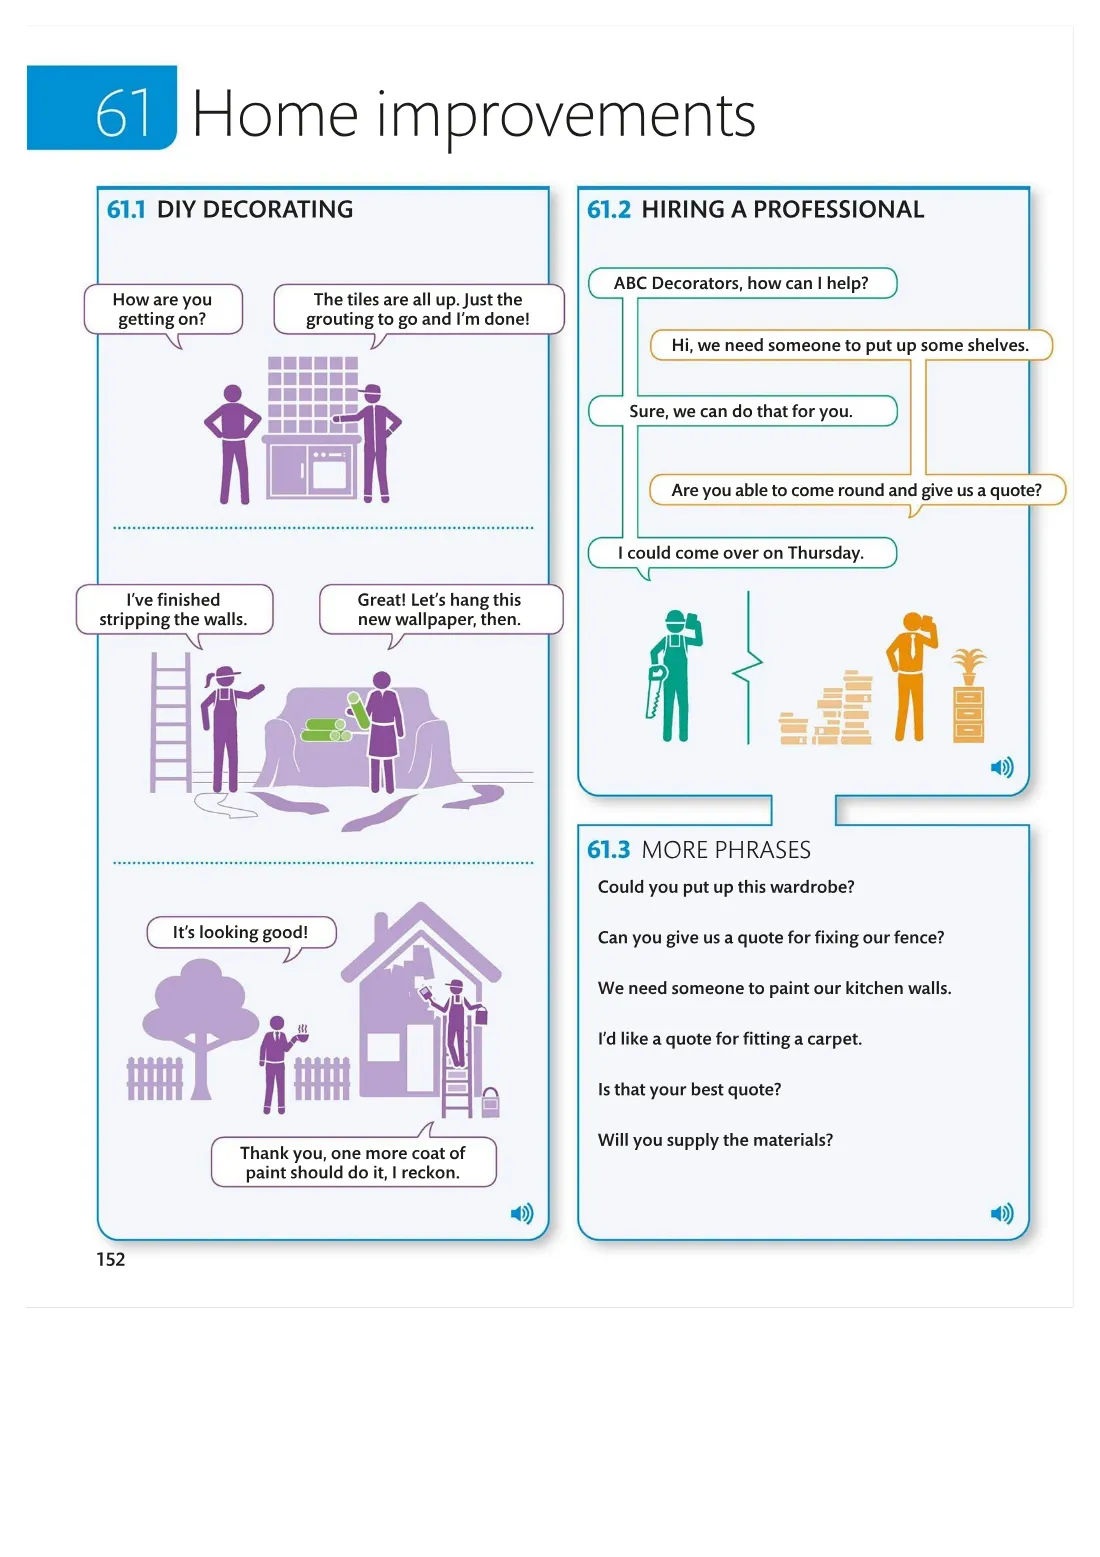 61 Home improvements
61.1 DIY DECORATING
How are you
getting on?
The tiles are all up. Just the
grouting to go and I'm done!
I've finished
stripping the walls.
Great! Let's hang this
new wallpaper, then.
It's looking good!
Thank you, one more coat of
paint should do it, I reckon.
61.2 HIRING A PROFESSIONAL
ABC Decorators, how can I help?
Hi, we need someone to put up some shelves.
Sure, we can do that for you.
Are you able to come round and give us a quote?
I could come over on Thursday.
61.3 MORE PHRASES
Could you put up this wardrobe?
Can you give us a quote for fixing our fence?
We need someone to paint our kitchen walls.
I'd like a quote for fitting a carpet.
Is that your best quote?
Will you supply the materials?
152